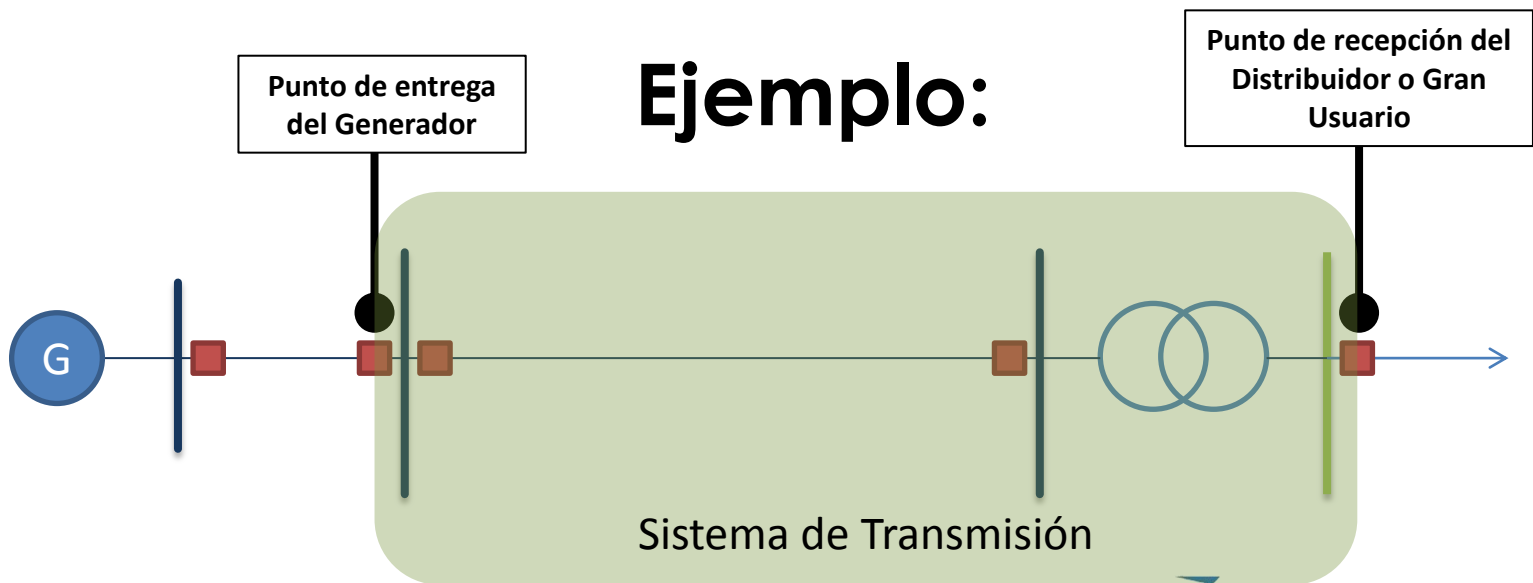 Ejemplo:
Punto de entrega
del Generador
Punto de recepción del
Distribuidor o Gran
Usuario
G
Sistema de Transmisión